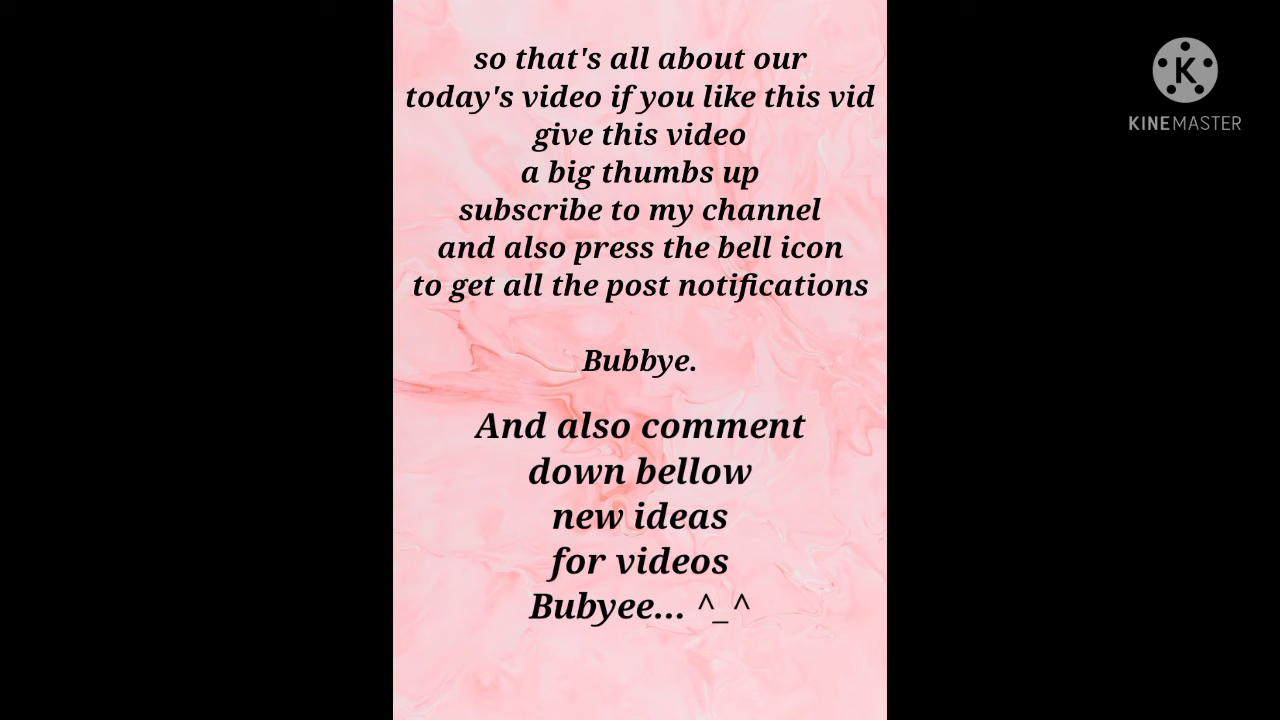 so that's all about our
today's video if you like this vid
give this video
a big thumbs up
subscribe to my channel
and also press the bell icon
to get all the post notifications
Bubbye.
And also comment
down bellow
new ideas
for videos
Bubyee... ^_^
K
KINEMASTER